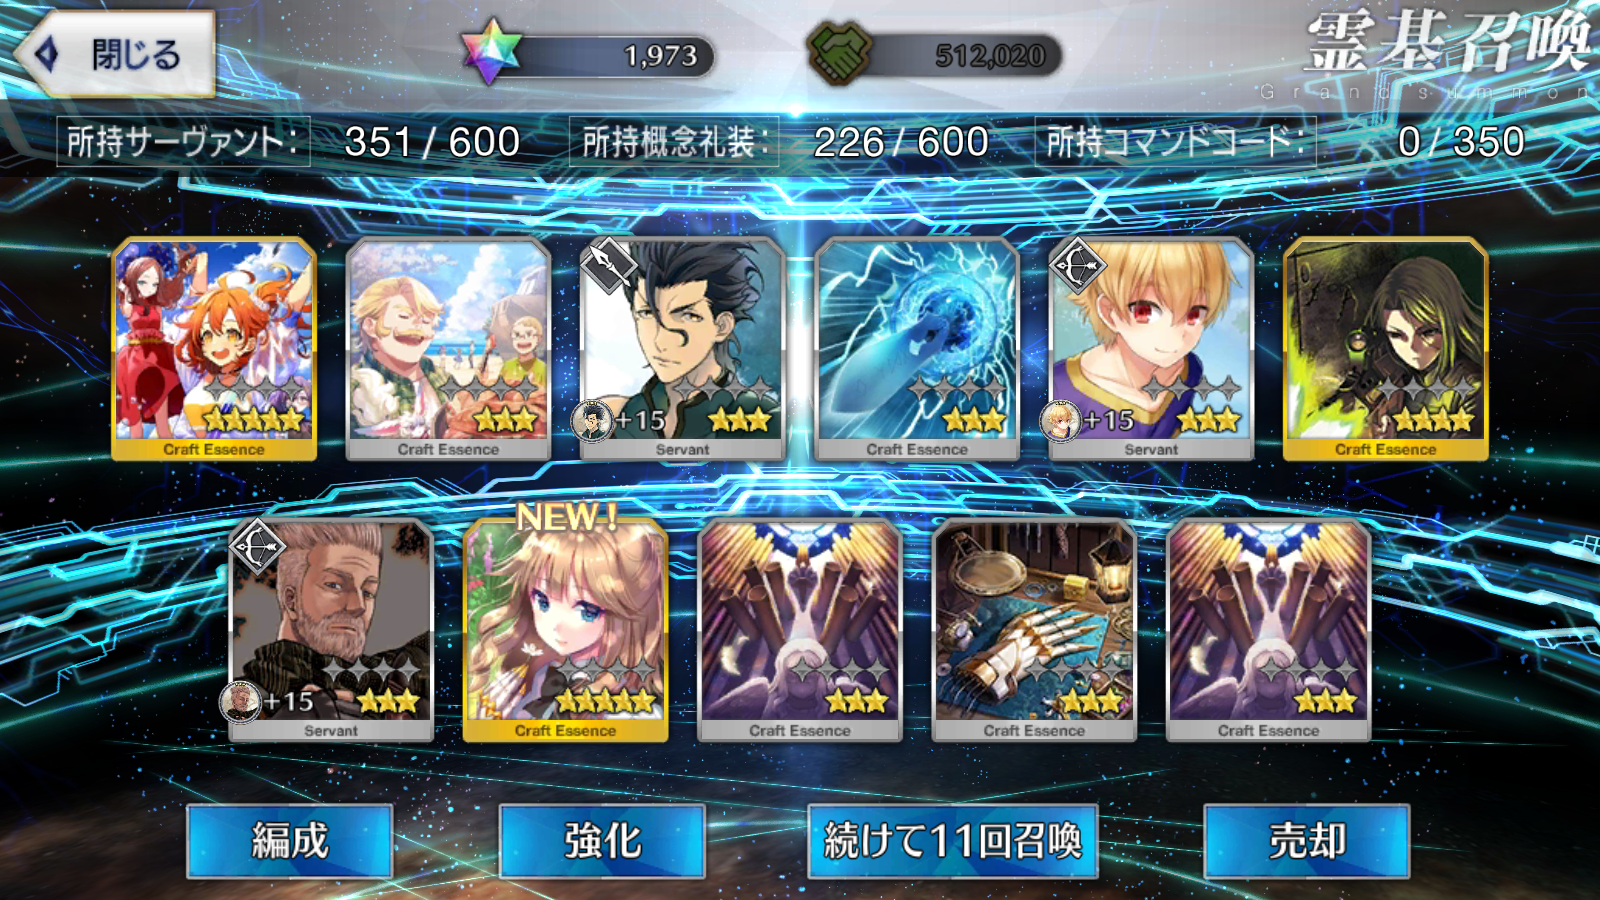 閉じる
1,973
512,020
霊基召喚
Grandsummon
所持サーヴァント: 351 / 600
所持概念礼装: 226 / 600
所持コマンドコード: 0 / 350
Craft Essence
Craft Essence
+15
Servant
Craft Essence
+15
Servant
Craft Essence
NEW!
+15
Servant
Craft Essence
Craft Essence
Craft Essence
Craft Essence
編成
強化
続けて11回召喚
売却